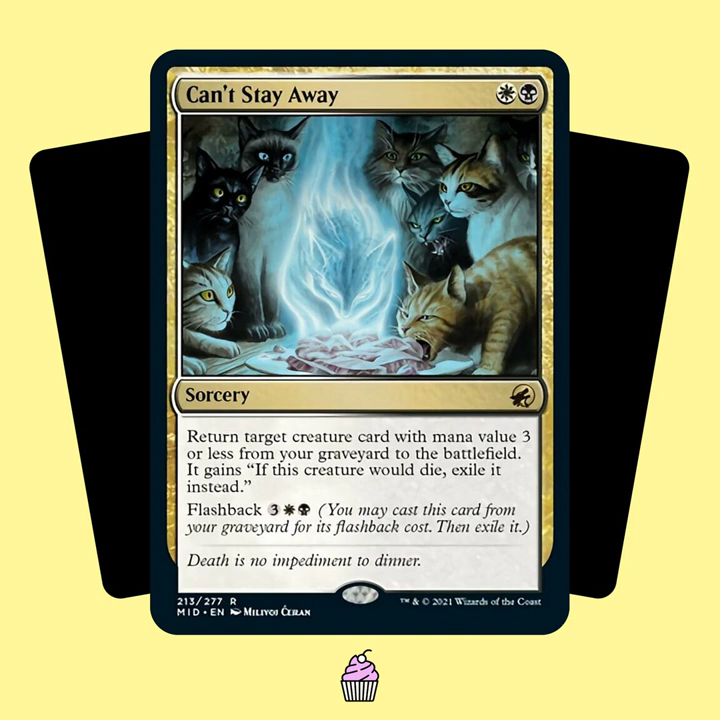 Can't Stay Away
Sorcery
Return target creature card with mana value 3
or less from your graveyard to the battlefield.
It gains “If this creature would die, exile it
instead.”
Flashback 3 (You may cast this card from
your graveyard for its flashback cost. Then exile it.)
Death is no impediment to dinner.
213/277 R
MID • EN Milivoj Ćeran
™ & © 2021 Wizards of the Coast